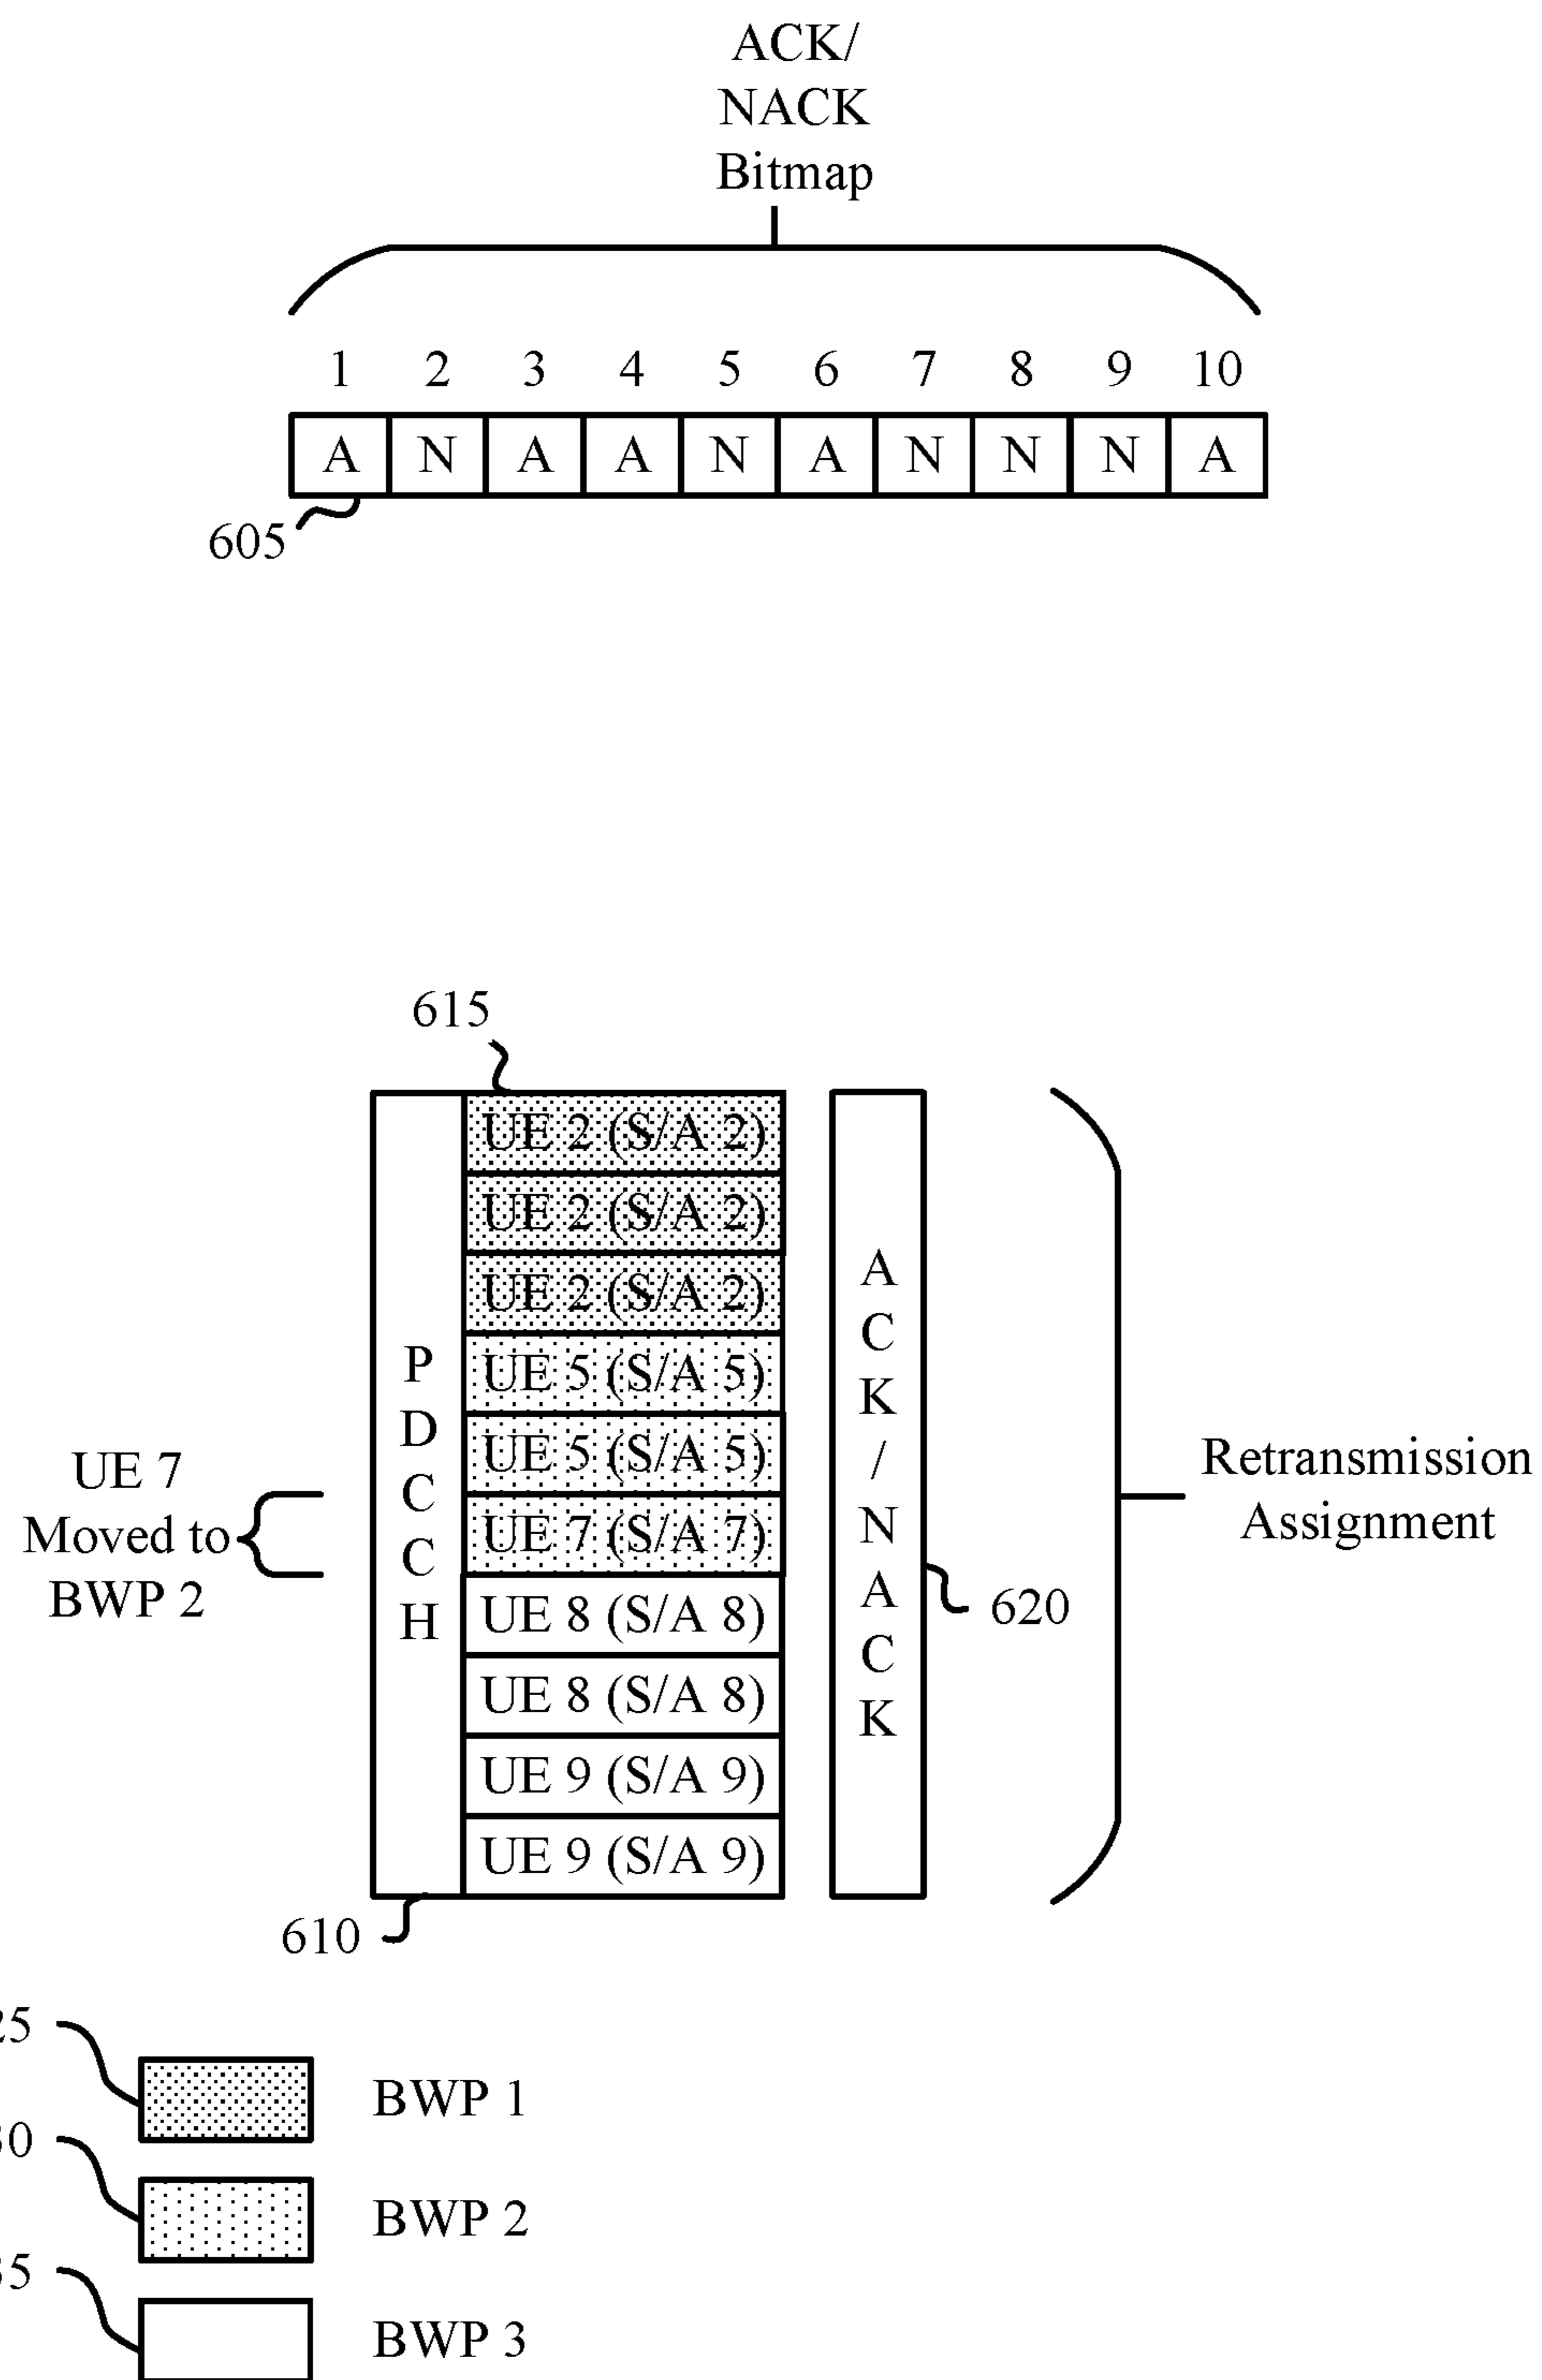 ACK/
NACK
Bitmap
1 2 3 4 5 6 7 8 9 10
A N A A N A N N N A
605
615
UE 2 (S/A 2)
UE 2 (S/A 2)
UE 2 (S/A 2)
UE 5 (S/A 5)
UE 5 (S/A 5)
UE 7 (S/A 7)
UE 8 (S/A 8)
UE 8 (S/A 8)
UE 9 (S/A 9)
UE 9 (S/A 9)
PDCCH
ACK/NACK
UE 7
Moved to
BWP 2
620
Retransmission
Assignment
610
BWP 1
BWP 2
BWP 3